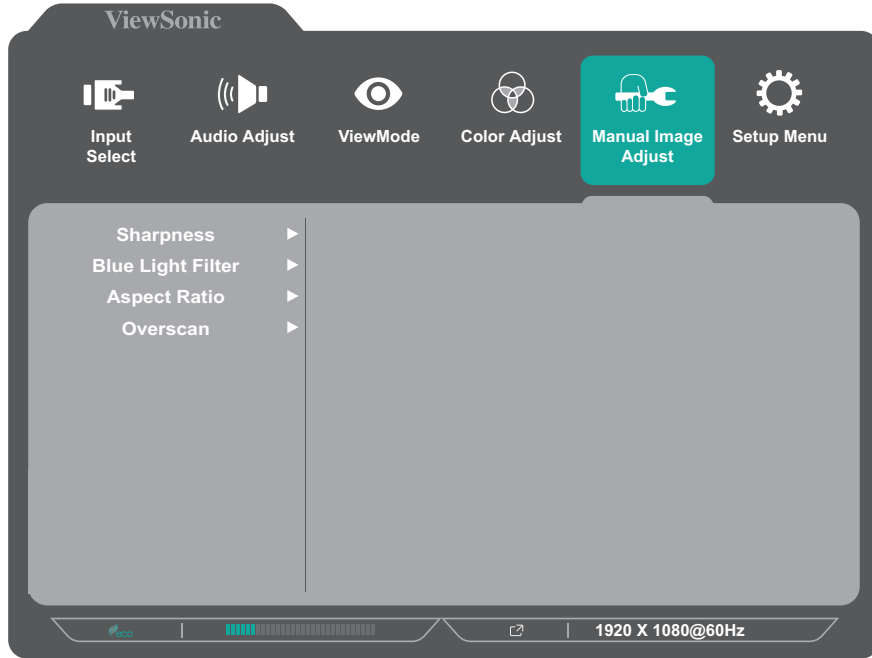 ViewSonic
Input
Select
Audio Adjust
ViewMode
Color Adjust
Manual Image
Adjust
Setup Menu
Sharpness
Blue Light Filter
Aspect Ratio
Overscan
eco
1920 X 1080@60Hz